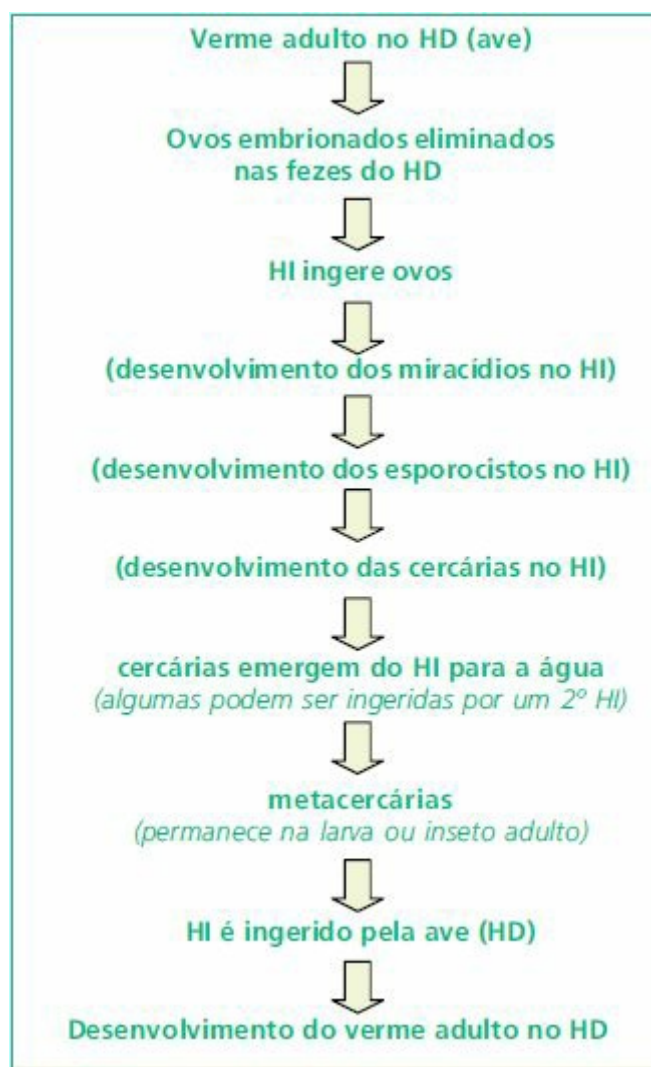 Verme adulto no HD (ave)
Ovos embrionados eliminados
nas fezes do HD
HI ingere ovos
(desenvolvimento dos miracídios no HI)
(desenvolvimento dos esporocistos no HI)
(desenvolvimento das cercárias no HI)
cercárias emergem do HI para a água
(algumas podem ser ingeridas por um 2º HI)
metacercárias
(permanece na larva ou inseto adulto)
HI é ingerido pela ave (HD)
Desenvolvimento do verme adulto no HD